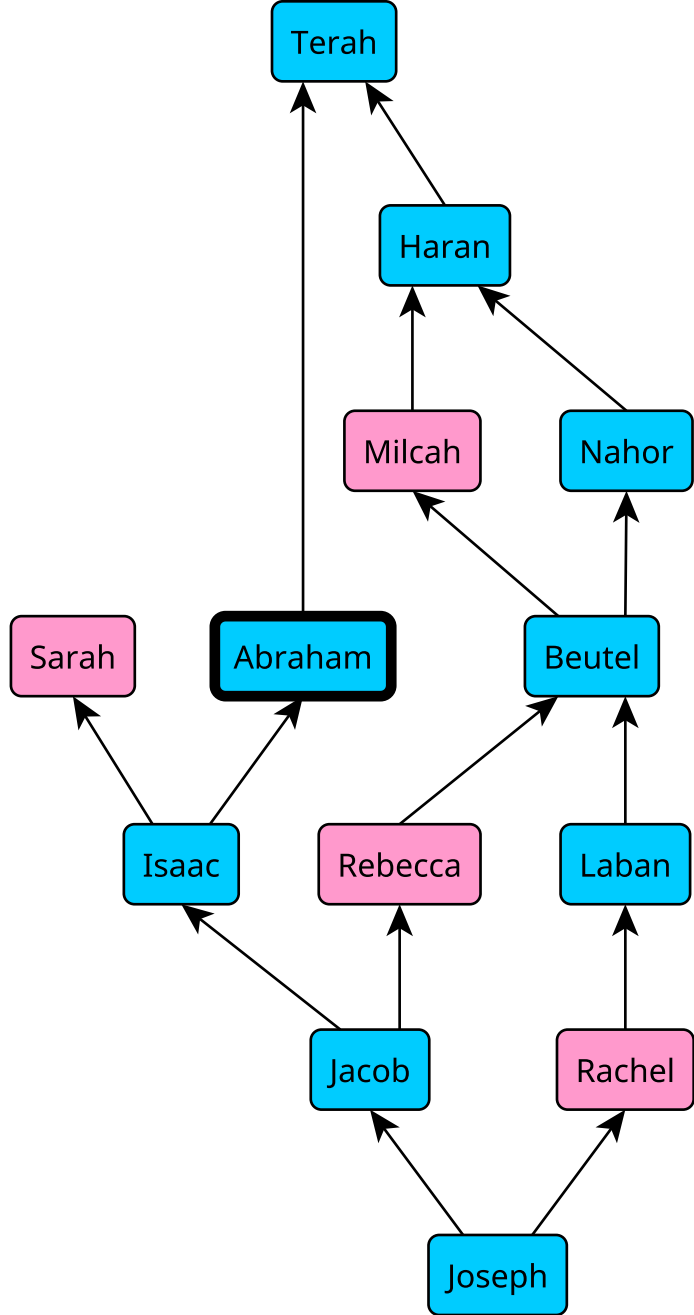 Terah
Haran
Milcah
Nahor
Sarah
Abraham
Beutel
Isaac
Rebecca
Laban
Jacob
Rachel
Joseph